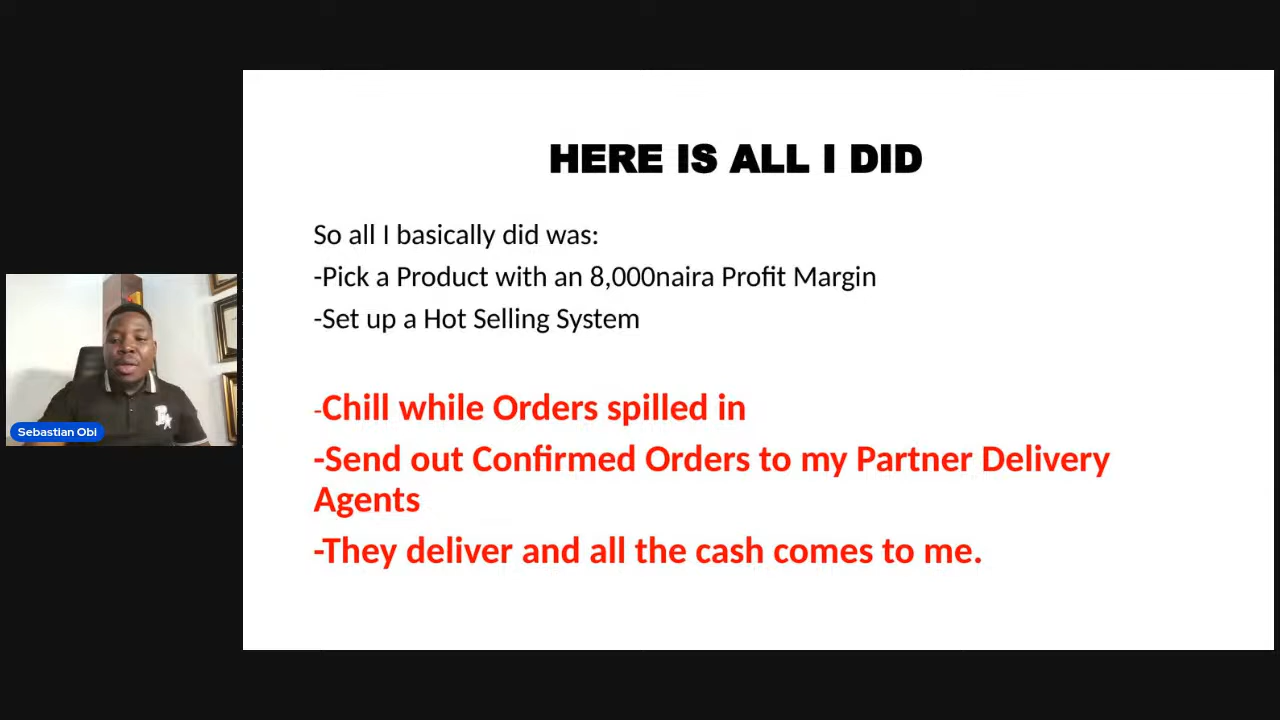 HERE IS ALL I DID
So all I basically did was:
-Pick a Product with an 8,000naira Profit Margin
-Set up a Hot Selling System
-Chill while Orders spilled in
-Send out Confirmed Orders to my Partner Delivery
Agents
-They deliver and all the cash comes to me.
Sebastian Obi